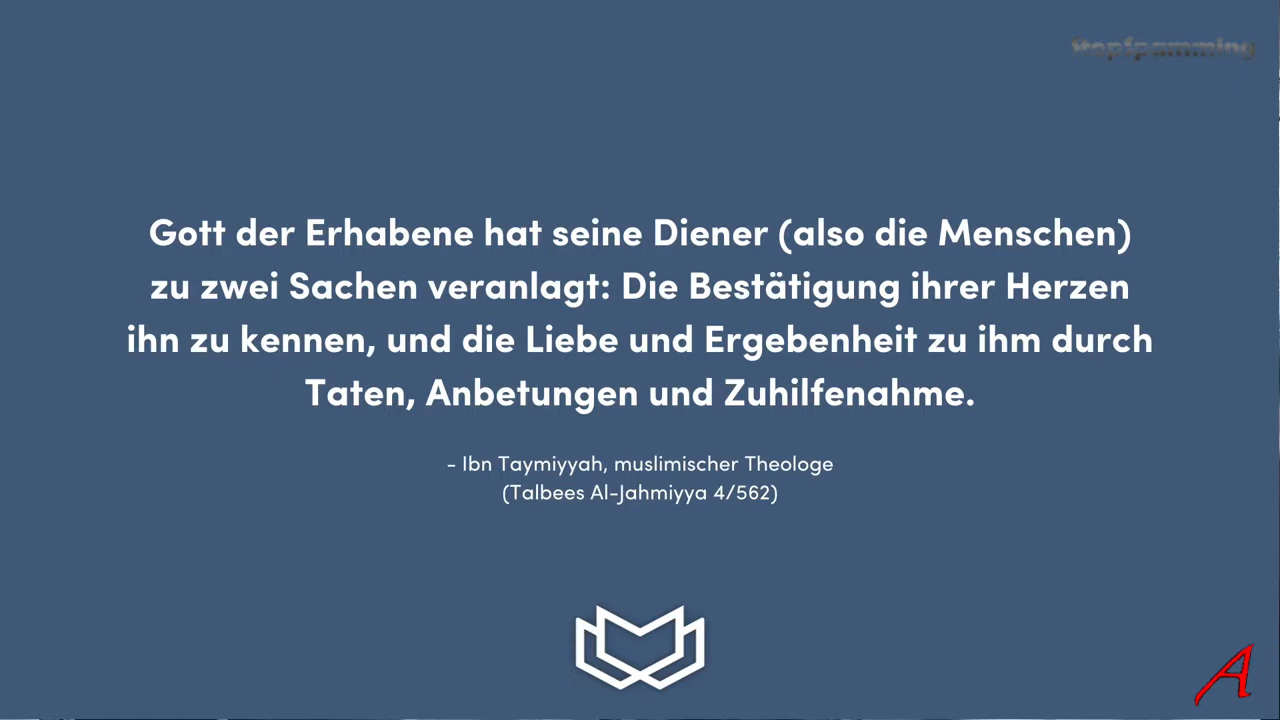 Stopspamming
Gott der Erhabene hat seine Diener (also die Menschen)
zu zwei Sachen veranlagt: Die Bestätigung ihrer Herzen
ihn zu kennen, und die Liebe und Ergebenheit zu ihm durch
Taten, Anbetungen und Zuhilfenahme.
- Ibn Taymiyyah, muslimischer Theologe
(Talbees Al-Jahmiyya 4/562)
A